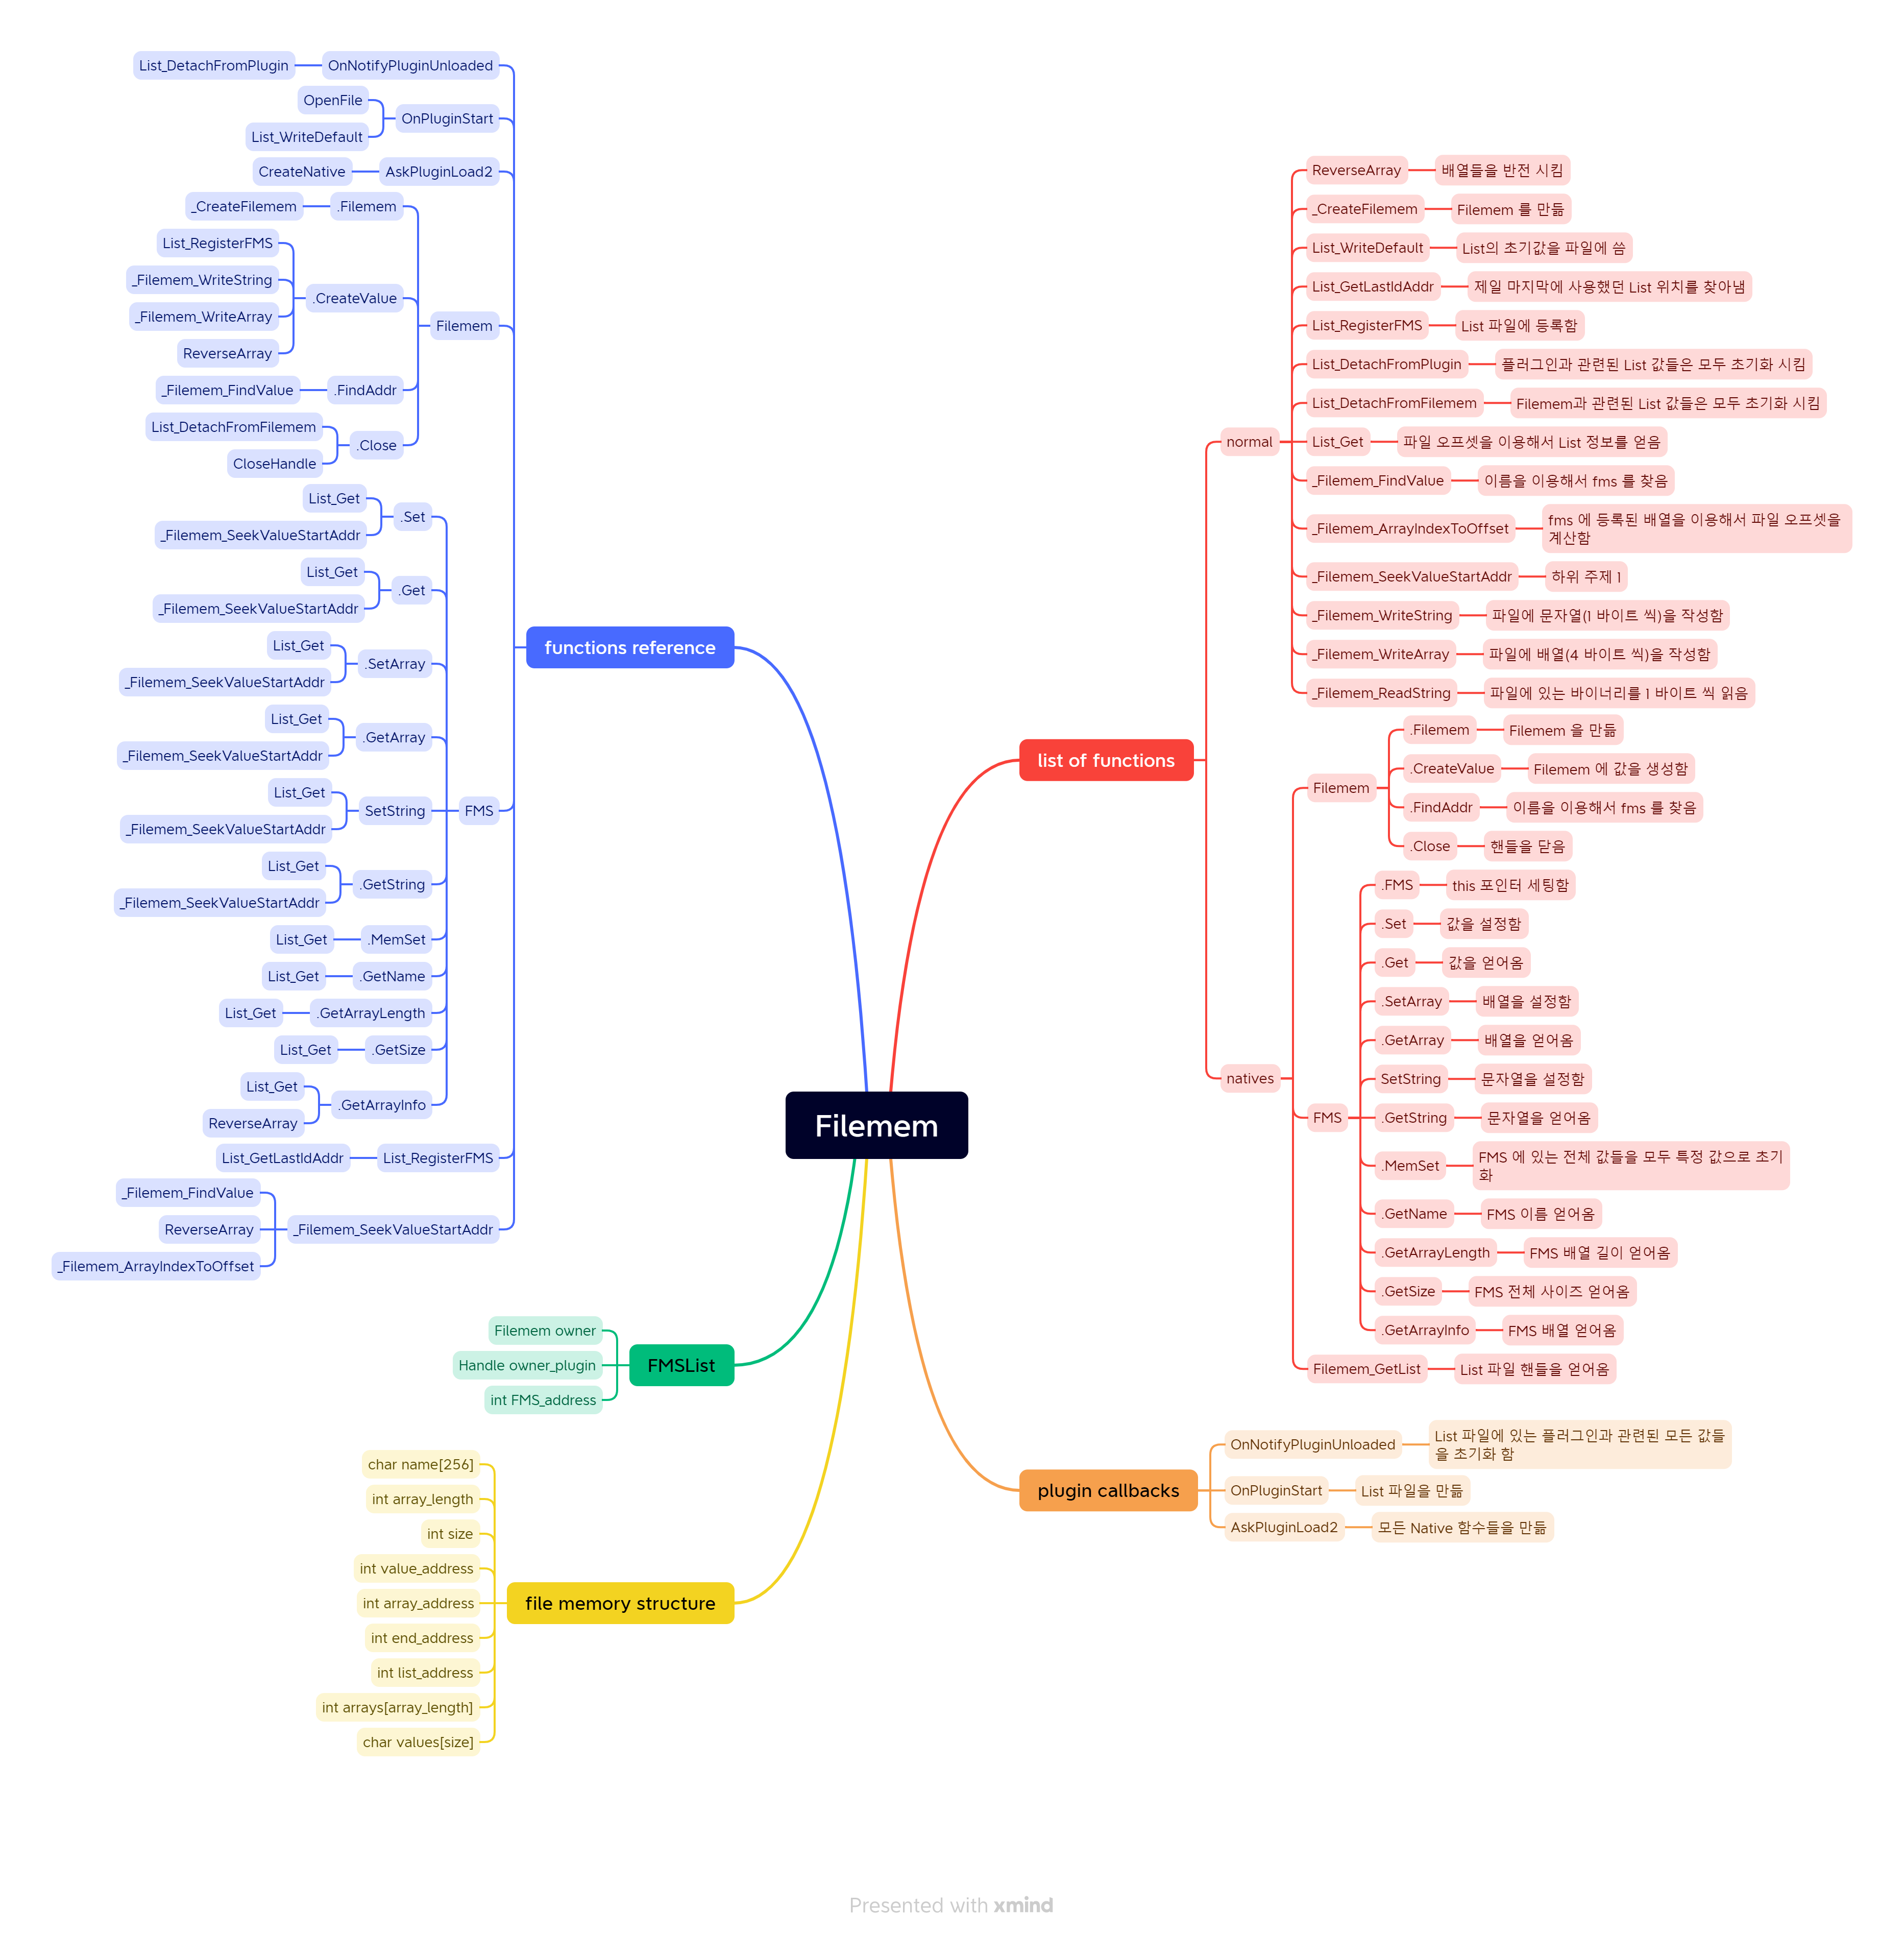 Filemem
list of functions
normal
ReverseArray
배열들을 반전 시킴
_CreateFilemem
Filemem 를 만듦
List_WriteDefault
List의 초기값을 파일에 씀
List_GetLastIdAddr
제일 마지막에 사용했던 List 위치를 찾아냄
List_RegisterFMS
List 파일에 등록함
List_DetachFromPlugin
플러그인과 관련된 List 값들은 모두 초기화 시킴
List_DetachFromFilemem
Filemem과 관련된 List 값들은 모두 초기화 시킴
List_Get
파일 오프셋을 이용해서 List 정보를 얻음
_Filemem_FindValue
이름을 이용해서 fms 를 찾음
_Filemem_ArrayIndexToOffset
fms 에 등록된 배열을 이용해서 파일 오프셋을
계산함
_Filemem_SeekValueStartAddr
하위 주제 1
_Filemem_WriteString
파일에 문자열(1 바이트 씩)을 작성함
_Filemem_WriteArray
파일에 배열(4 바이트 씩)을 작성함
_Filemem_ReadString
파일에 있는 바이너리를 1 바이트 씩 읽음
natives
Filemem
.Filemem
Filemem 을 만듦
.CreateValue
Filemem 에 값을 생성함
.FindAddr
이름을 이용해서 fms 를 찾음
.Close
핸들을 닫음
FMS
.FMS
this 포인터 세팅함
.Set
값을 설정함
.Get
값을 얻어옴
.SetArray
배열을 설정함
.GetArray
배열을 얻어옴
SetString
문자열을 설정함
.GetString
문자열을 얻어옴
.MemSet
FMS 에 있는 전체 값들을 모두 특정 값으로 초기
화
.GetName
FMS 이름 얻어옴
.GetArrayLength
FMS 배열 길이 얻어옴
.GetSize
FMS 전체 사이즈 얻어옴
.GetArrayInfo
FMS 배열 얻어옴
Filemem_GetList
List 파일 핸들을 얻어옴
plugin callbacks
OnNotifyPluginUnloaded
List 파일에 있는 플러그인과 관련된 모든 값들
을 초기화 함
OnPluginStart
List 파일을 만듦
AskPluginLoad2
모든 Native 함수들을 만듦
functions reference
OnNotifyPluginUnloaded
List_DetachFromPlugin
OnPluginStart
OpenFile
List_WriteDefault
AskPluginLoad2
CreateNative
Filemem
.Filemem
_CreateFilemem
.CreateValue
List_RegisterFMS
_Filemem_WriteString
_Filemem_WriteArray
ReverseArray
.FindAddr
_Filemem_FindValue
.Close
List_DetachFromFilemem
CloseHandle
FMS
.Set
List_Get
_Filemem_SeekValueStartAddr
.Get
List_Get
_Filemem_SeekValueStartAddr
.SetArray
List_Get
_Filemem_SeekValueStartAddr
.GetArray
List_Get
_Filemem_SeekValueStartAddr
SetString
List_Get
_Filemem_SeekValueStartAddr
.GetString
List_Get
_Filemem_SeekValueStartAddr
.MemSet
List_Get
.GetName
List_Get
.GetArrayLength
List_Get
.GetSize
List_Get
.GetArrayInfo
List_Get
ReverseArray
List_RegisterFMS
List_GetLastIdAddr
_Filemem_SeekValueStartAddr
_Filemem_FindValue
ReverseArray
_Filemem_ArrayIndexToOffset
FMSList
Filemem owner
Handle owner_plugin
int FMS_address
file memory structure
char name[256]
int array_length
int size
int value_address
int array_address
int end_address
int list_address
int arrays[array_length]
char values[size]
Presented with xmind